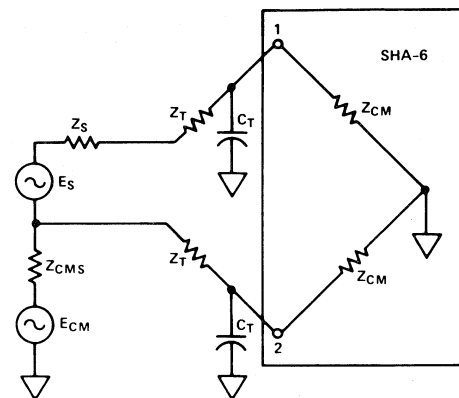 1
SHA-6
Z_S
Z_T
C_T
Z_CM
E_S
Z_CMS
Z_T
Z_CM
E_CM
C_T
2